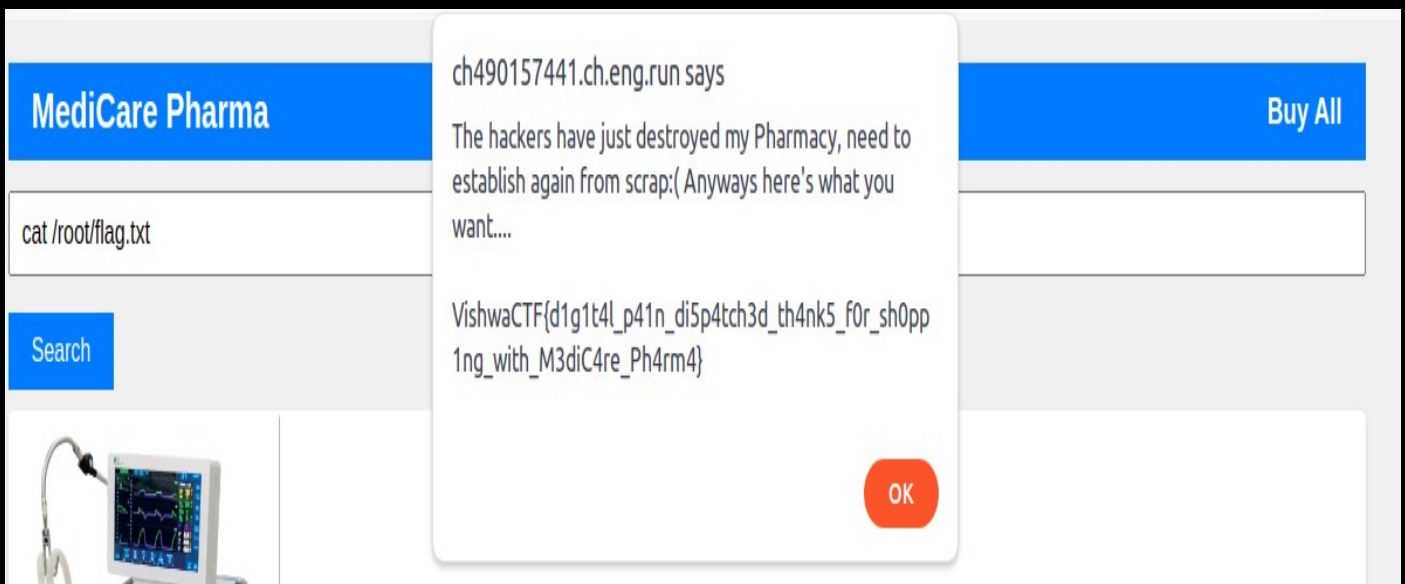 ch490157441.ch.eng.run says
MediCare Pharma
Buy All
The hackers have just destroyed my Pharmacy, need to
establish again from scrap:( Anyways here's what you
want....
cat /root/flag.txt
VishwaCTF{d1g1t4l_p41n_di5p4tch3d_th4nk5_f0r_sh0pp
1ng_with_M3diC4re_Ph4rm4}
Search
OK